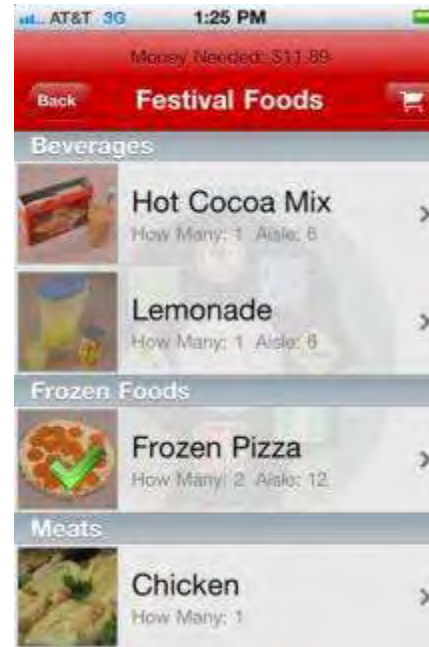 AT&T 3G 1:25 PM
Money Needed: $11.89
Back Festival Foods
Beverages
Hot Cocoa Mix
How Many: 1 Aisle: 6
Lemonade
How Many: 1 Aisle: 6
Frozen Foods
Frozen Pizza
How Many: 2 Aisle: 12
Meats
Chicken
How Many: 1